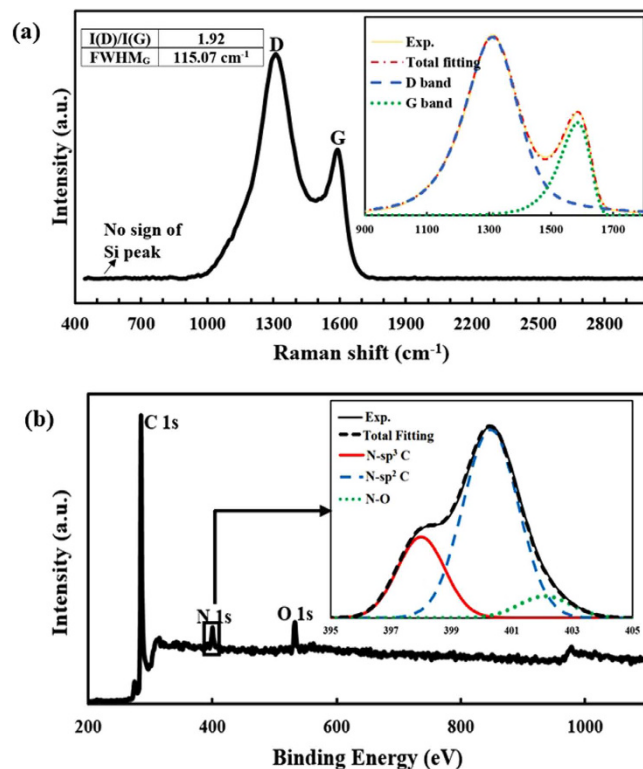 (a)
I(D)/I(G) 1.92
FWHM_G 115.07 cm⁻¹
D
G
Exp.
Total fitting
D band
G band
900 1100 1300 1500 1700
No sign of
Si peak
Intensity (a.u.)
400 700 1000 1300 1600 1900 2200 2500 2800
Raman shift (cm⁻¹)
(b)
C 1s
N 1s
O 1s
Exp.
Total Fitting
N-sp³ C
N-sp² C
N-O
395 397 399 401 403 405
Intensity (a.u.)
200 400 600 800 1000
Binding Energy (eV)